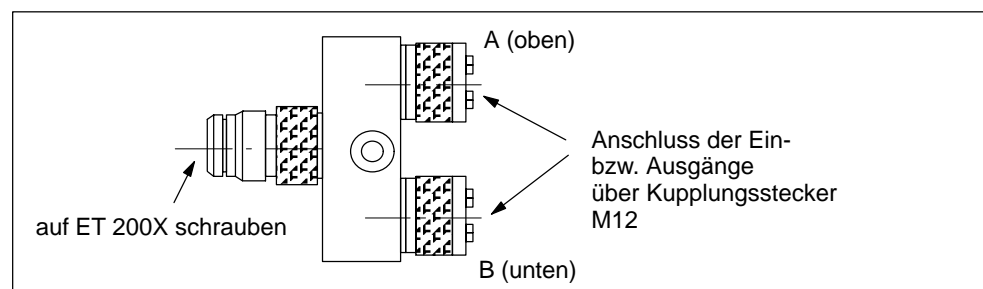 A (oben)
Anschluss der Ein-
bzw. Ausgänge
über Kupplungsstecker
M12
auf ET 200X schrauben
B (unten)